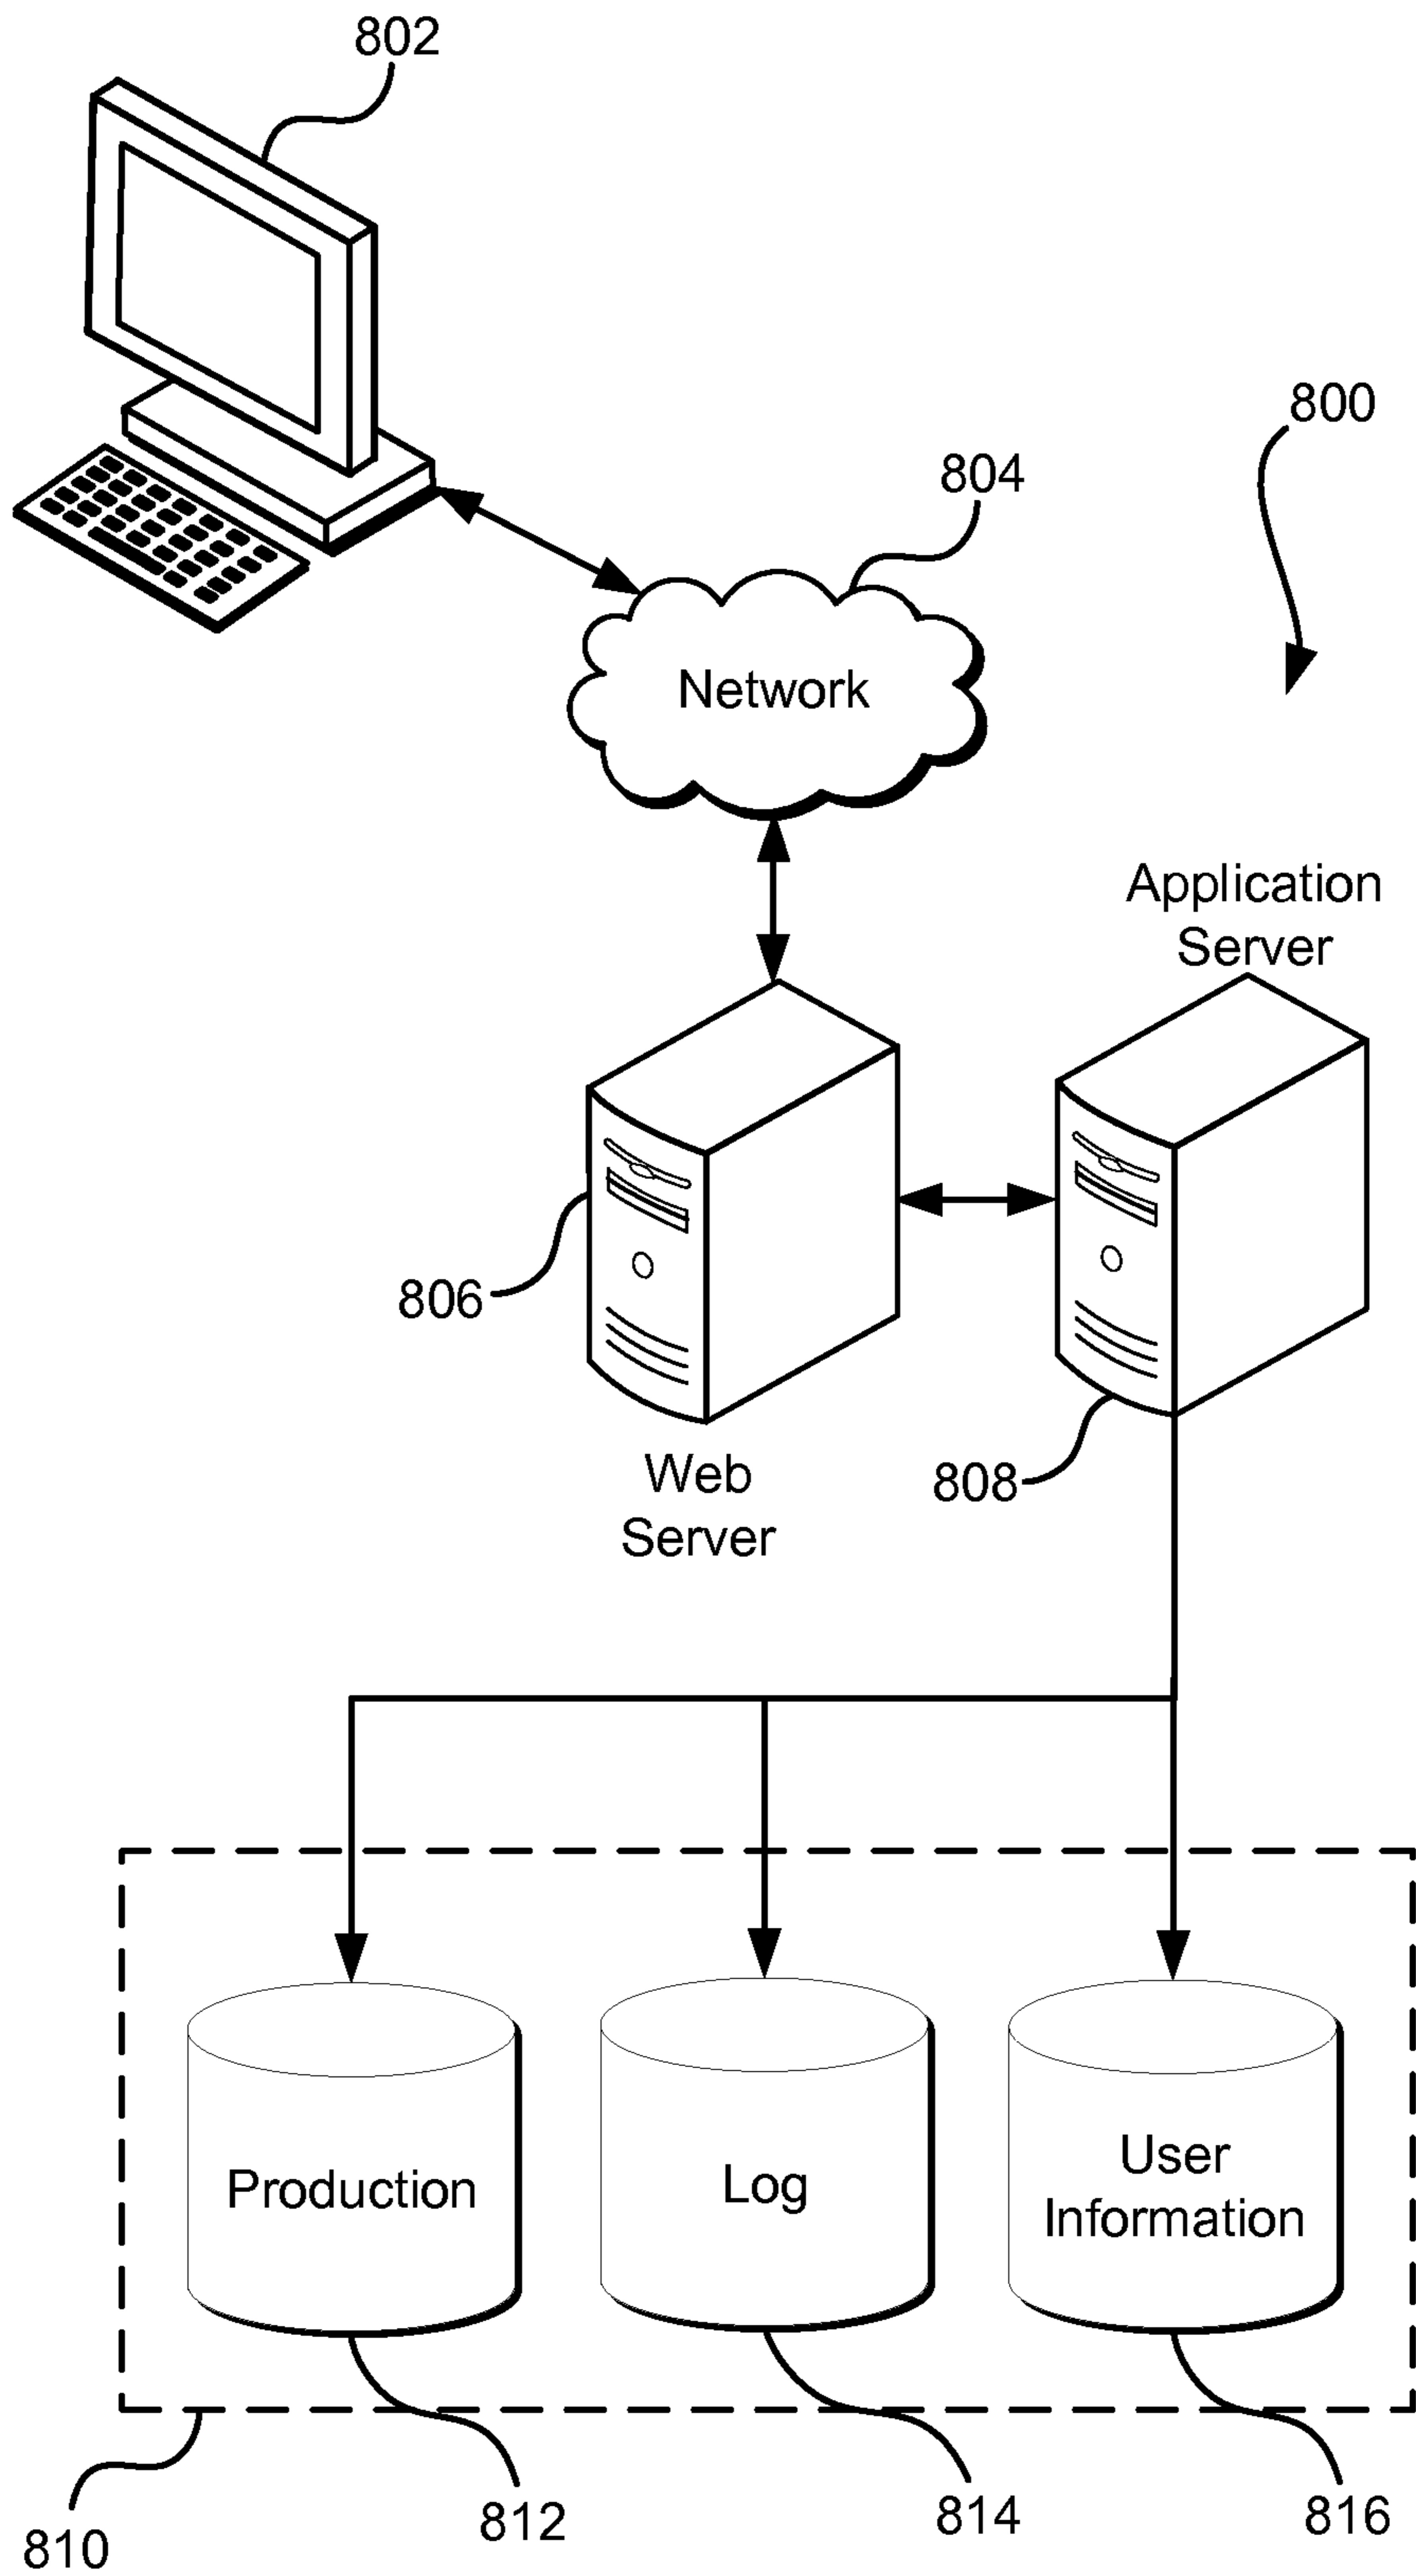 802
800
804
Network
Application
Server
806
808
Web
Server
Production
Log
User
Information
810
812
814
816